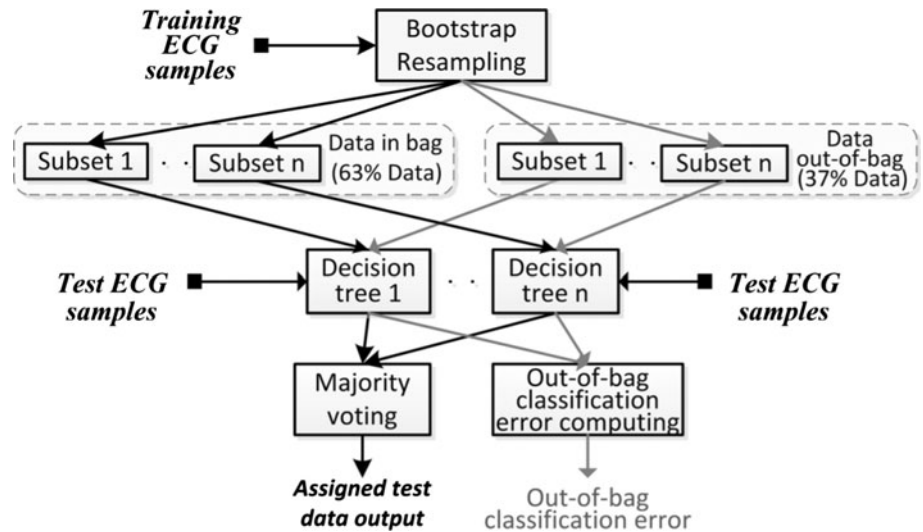 Training
ECG
samples
Bootstrap
Resampling
Subset 1
. .
Subset n
Data in bag
(63% Data)
Subset 1
. .
Subset n
Data
out-of-bag
(37% Data)
Test ECG
samples
Decision
tree 1
. .
Decision
tree n
Test ECG
samples
Majority
voting
Out-of-bag
classification
error computing
Assigned test
data output
Out-of-bag
classification error